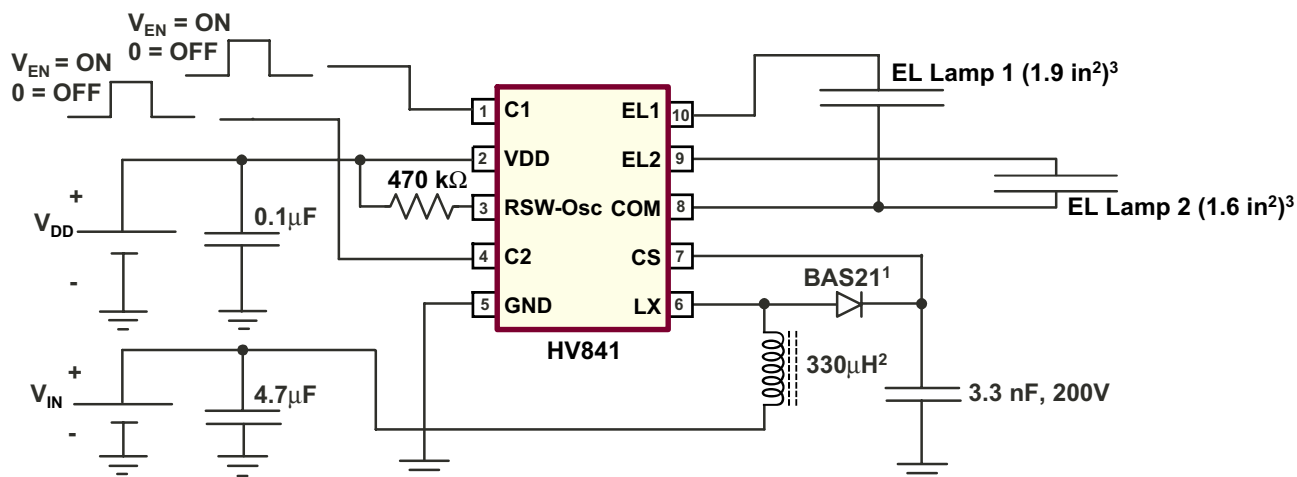 V_EN = ON
0 = OFF
V_EN = ON
0 = OFF
EL Lamp 1 (1.9 in²)³
1 C1
EL1 10
2 VDD
EL2 9
470 kΩ
3 RSW-Osc
COM 8
EL Lamp 2 (1.6 in²)³
+
V_DD
-
0.1μF
4 C2
CS 7
BAS21¹
5 GND
LX 6
HV841
330μH²
+
V_IN
-
4.7μF
3.3 nF, 200V